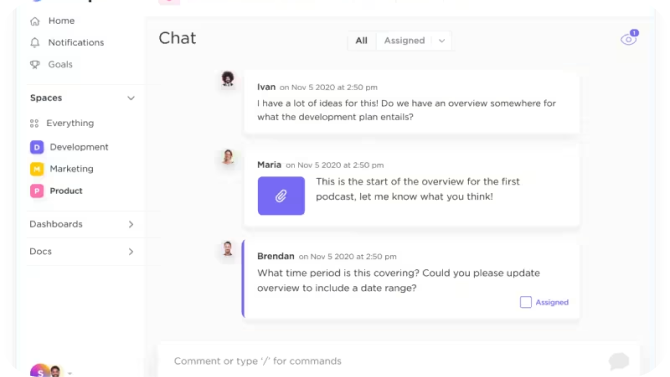 Home
Notifications
Goals
Spaces
Everything
D Development
M Marketing
P Product
Dashboards
Docs
Chat
All Assigned
1
Ivan on Nov 5 2020 at 2:50 pm
I have a lot of ideas for this! Do we have an overview somewhere for
what the development plan entails?
Maria on Nov 5 2020 at 2:50 pm
This is the start of the overview for the first
podcast, let me know what you think!
Brendan on Nov 5 2020 at 2:50 pm
What time period is this covering? Could you please update
overview to include a date range?
Assigned
Comment or type ‘/’ for commands
S